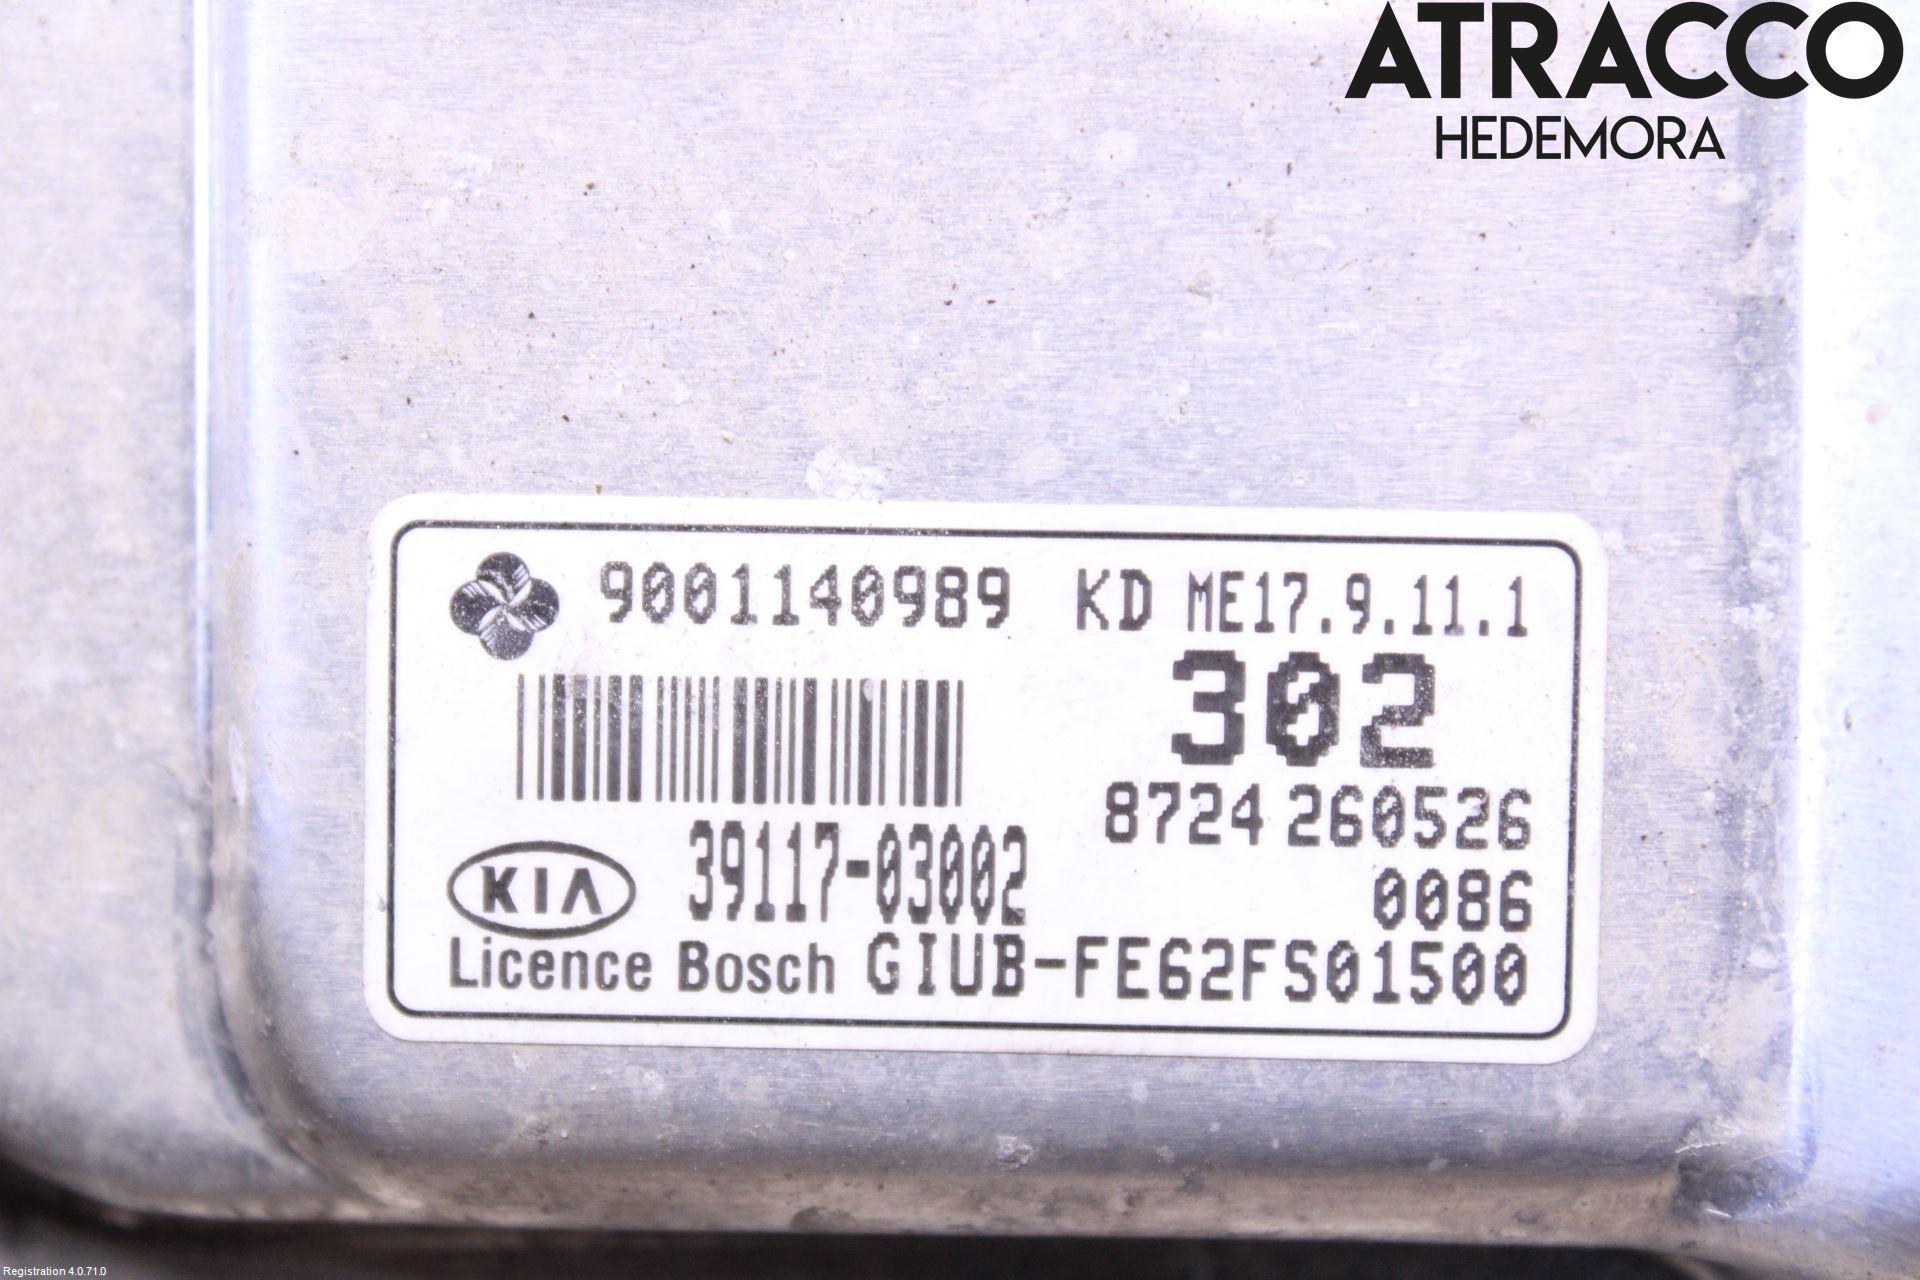 ATRACCO
HEDEMORA
9001140989 KD ME17.9.11.1
302
8724 260526
KIA 39117-03002
0086
Licence Bosch GIUB-FE62FS01500
Registration 4.0.71.0